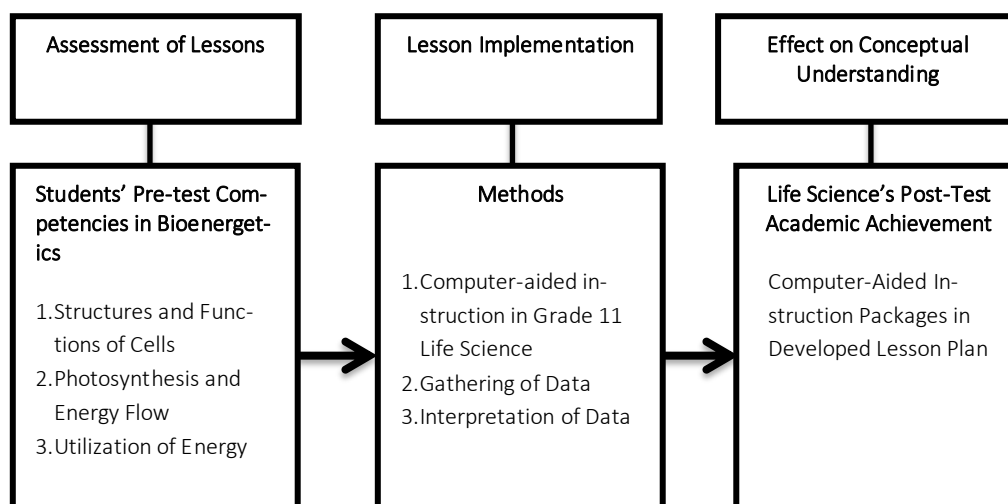 Assessment of Lessons
Lesson Implementation
Effect on Conceptual
Understanding
Students’ Pre-test Com-
petencies in Bioenerget-
ics
1.Structures and Func-
tions of Cells
2.Photosynthesis and
Energy Flow
3.Utilization of Energy
Methods
1.Computer-aided in-
struction in Grade 11
Life Science
2.Gathering of Data
3.Interpretation of Data
Life Science’s Post-Test
Academic Achievement
Computer-Aided In-
struction Packages in
Developed Lesson Plan